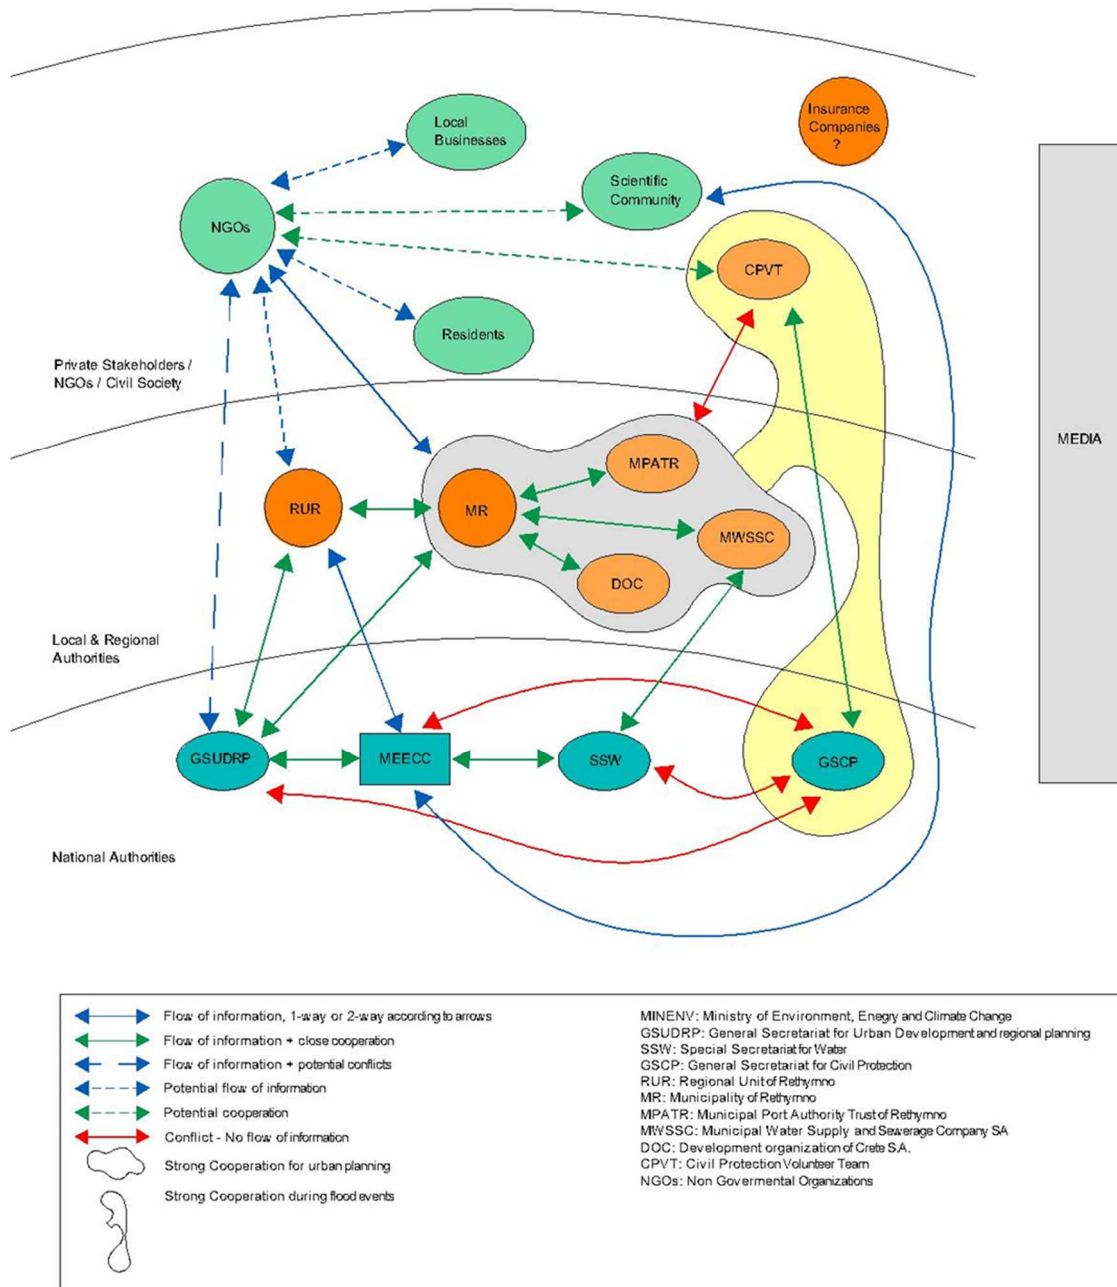 Insurance
Companies
?
Local
Businesses
Scientific
Community
NGOs
CPVT
Residents
Private Stakeholders /
NGOs / Civil Society
MEDIA
MPATR
RUR
MR
MWSSC
DOC
Local & Regional
Authorities
GSUDRP
MEECC
SSW
GSCP
National Authorities
Flow of information, 1-way or 2-way according to arrows
Flow of information + close cooperation
Flow of information + potential conflicts
Potential flow of information
Potential cooperation
Conflict - No flow of information
Strong Cooperation for urban planning
Strong Cooperation during flood events
MINENV: Ministry of Environment, Enegry and Climate Change
GSUDRP: General Secretariat for Urban Development and regional planning
SSW: Special Secretariat for Water
GSCP: General Secretariat for Civil Protection
RUR: Regional Unit of Rethymno
MR: Municipality of Rethymno
MPATR: Municipal Port Authority Trust of Rethymno
MWSSC: Municipal Water Supply and Sewerage Company SA
DOC: Development organization of Crete S.A.
CPVT: Civil Protection Volunteer Team
NGOs: Non Govermental Organizations